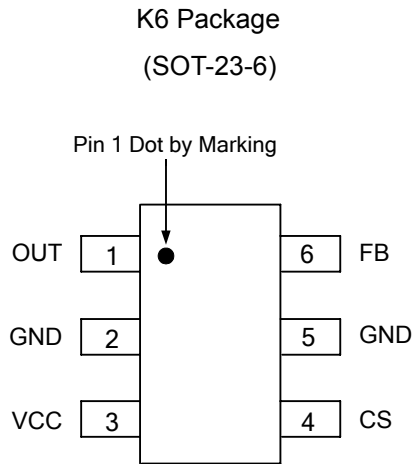 K6 Package
(SOT-23-6)
Pin 1 Dot by Marking
OUT 1 6 FB
GND 2 5 GND
VCC 3 4 CS